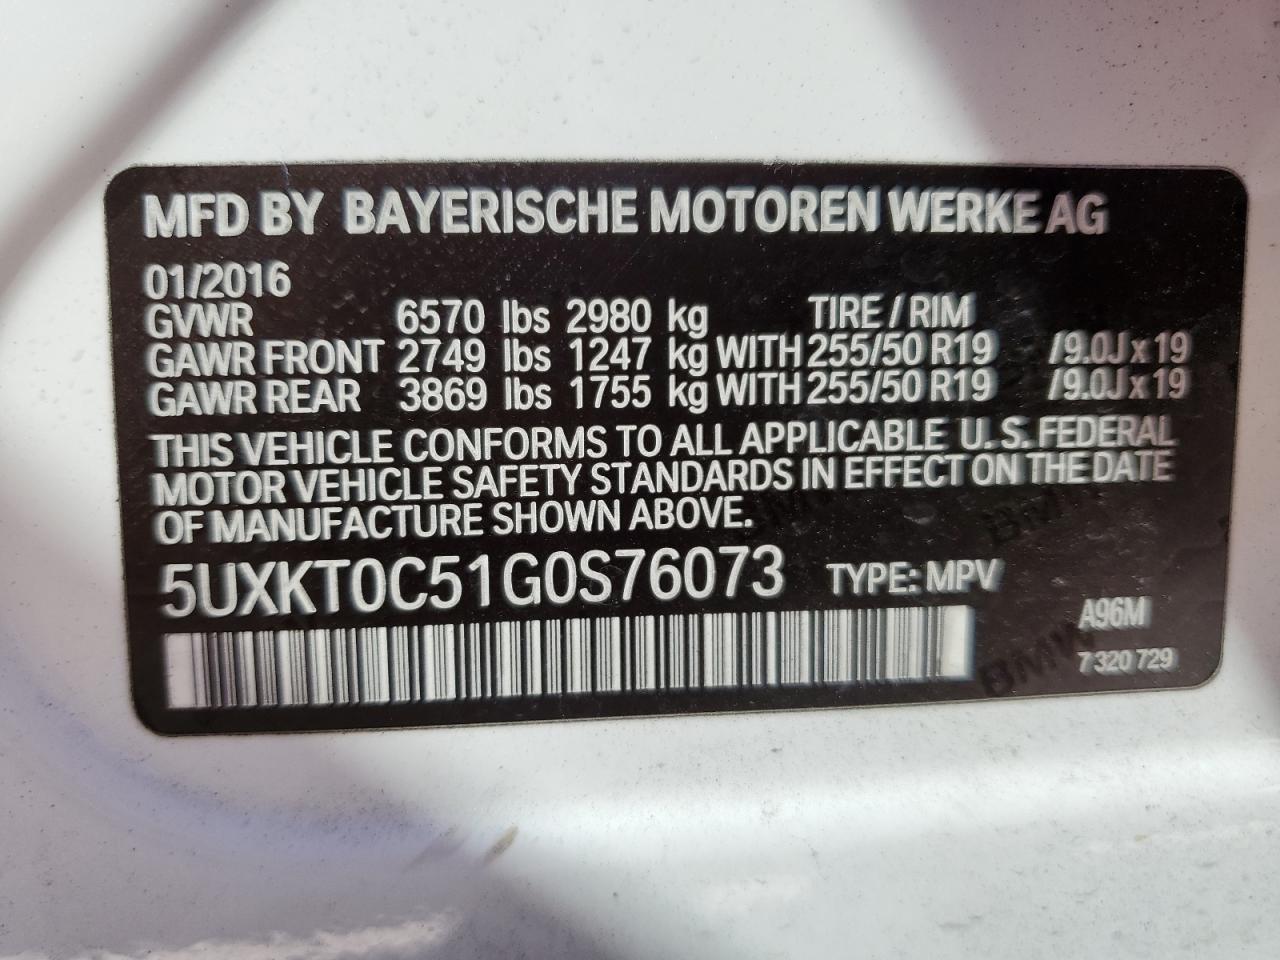 MFD BY BAYERISCHE MOTOREN WERKE AG
01/2016
GVWR 6570 lbs 2980 kg TIRE / RIM
GAWR FRONT 2749 lbs 1247 kg WITH 255/50 R19 /9.0J x 19
GAWR REAR 3869 lbs 1755 kg WITH 255/50 R19 /9.0J x 19
THIS VEHICLE CONFORMS TO ALL APPLICABLE U.S. FEDERAL
MOTOR VEHICLE SAFETY STANDARDS IN EFFECT ON THE DATE
OF MANUFACTURE SHOWN ABOVE.
5UXKT0C51G0S76073 TYPE: MPV
A96M
7 320 729
BMW
BMW
BMW